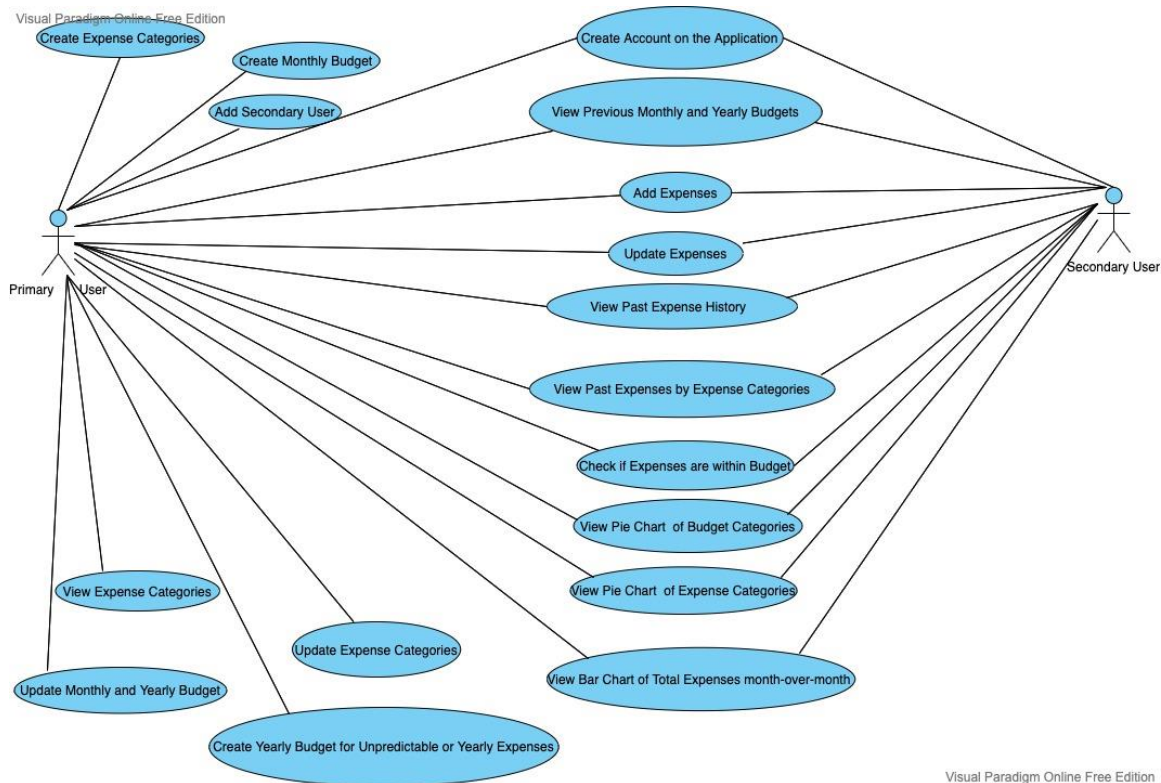 Visual Paradigm Online Free Edition
Create Expense Categories
Create Account on the Application
Create Monthly Budget
Add Secondary User
View Previous Monthly and Yearly Budgets
Add Expenses
Update Expenses
Primary User
Secondary User
View Past Expense History
View Past Expenses by Expense Categories
Check if Expenses are within Budget
View Pie Chart of Budget Categories
View Pie Chart of Expense Categories
View Expense Categories
Update Expense Categories
View Bar Chart of Total Expenses month-over-month
Update Monthly and Yearly Budget
Create Yearly Budget for Unpredictable or Yearly Expenses
Visual Paradigm Online Free Edition